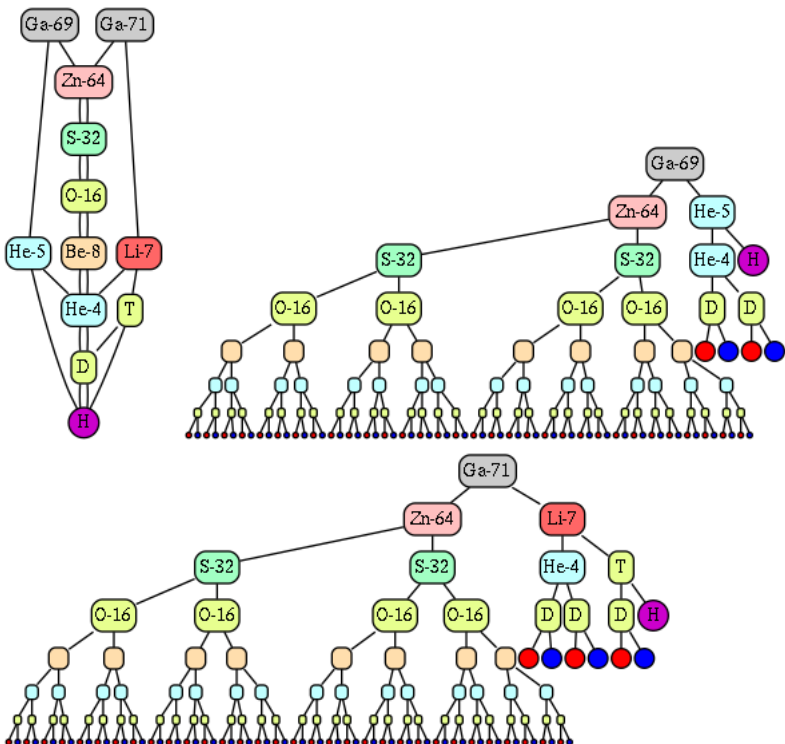 Ga-69 Ga-71
Zn-64
S-32
O-16
He-5 Be-8 Li-7
He-4 T
D
H
Ga-69
Zn-64 He-5
S-32 S-32 He-4 H
O-16 O-16 O-16 O-16 D D
Ga-71
Zn-64 Li-7
S-32 S-32 He-4 T
O-16 O-16 O-16 O-16 D D D H